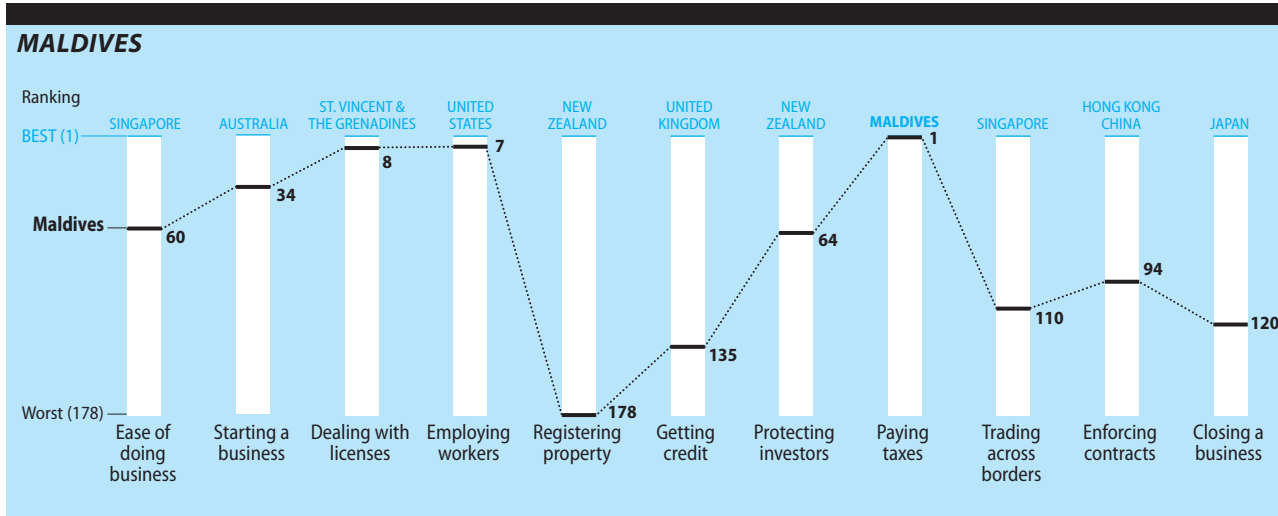 MALDIVES
Ranking
BEST (1)
SINGAPORE
AUSTRALIA
ST. VINCENT &
THE GRENADINES
UNITED
STATES
NEW
ZEALAND
UNITED
KINGDOM
NEW
ZEALAND
MALDIVES
SINGAPORE
HONG KONG
CHINA
JAPAN
Maldives
60
34
8
7
178
135
64
1
110
94
120
Worst (178)
Ease of
doing
business
Starting a
business
Dealing with
licenses
Employing
workers
Registering
property
Getting
credit
Protecting
investors
Paying
taxes
Trading
across
borders
Enforcing
contracts
Closing a
business